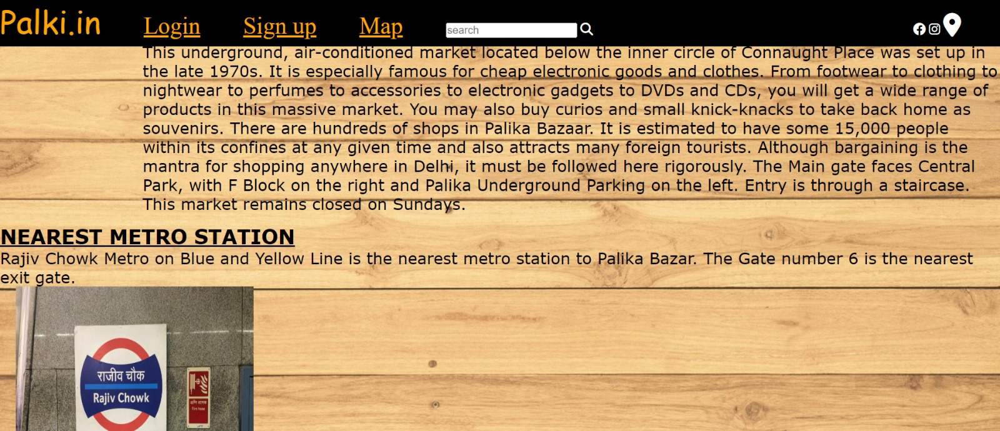 Palki.in Login Sign up Map search
This underground, air-conditioned market located below the inner circle of Connaught Place was set up in
the late 1970s. It is especially famous for cheap electronic goods and clothes. From footwear to clothing to
nightwear to perfumes to accessories to electronic gadgets to DVDs and CDs, you will get a wide range of
products in this massive market. You may also buy curios and small knick-knacks to take back home as
souvenirs. There are hundreds of shops in Palika Bazaar. It is estimated to have some 15,000 people
within its confines at any given time and also attracts many foreign tourists. Although bargaining is the
mantra for shopping anywhere in Delhi, it must be followed here rigorously. The Main gate faces Central
Park, with F Block on the right and Palika Underground Parking on the left. Entry is through a staircase.
This market remains closed on Sundays.
NEAREST METRO STATION
Rajiv Chowk Metro on Blue and Yellow Line is the nearest metro station to Palika Bazar. The Gate number 6 is the nearest
exit gate.
राजीव चौक
Rajiv Chowk
Fire hose